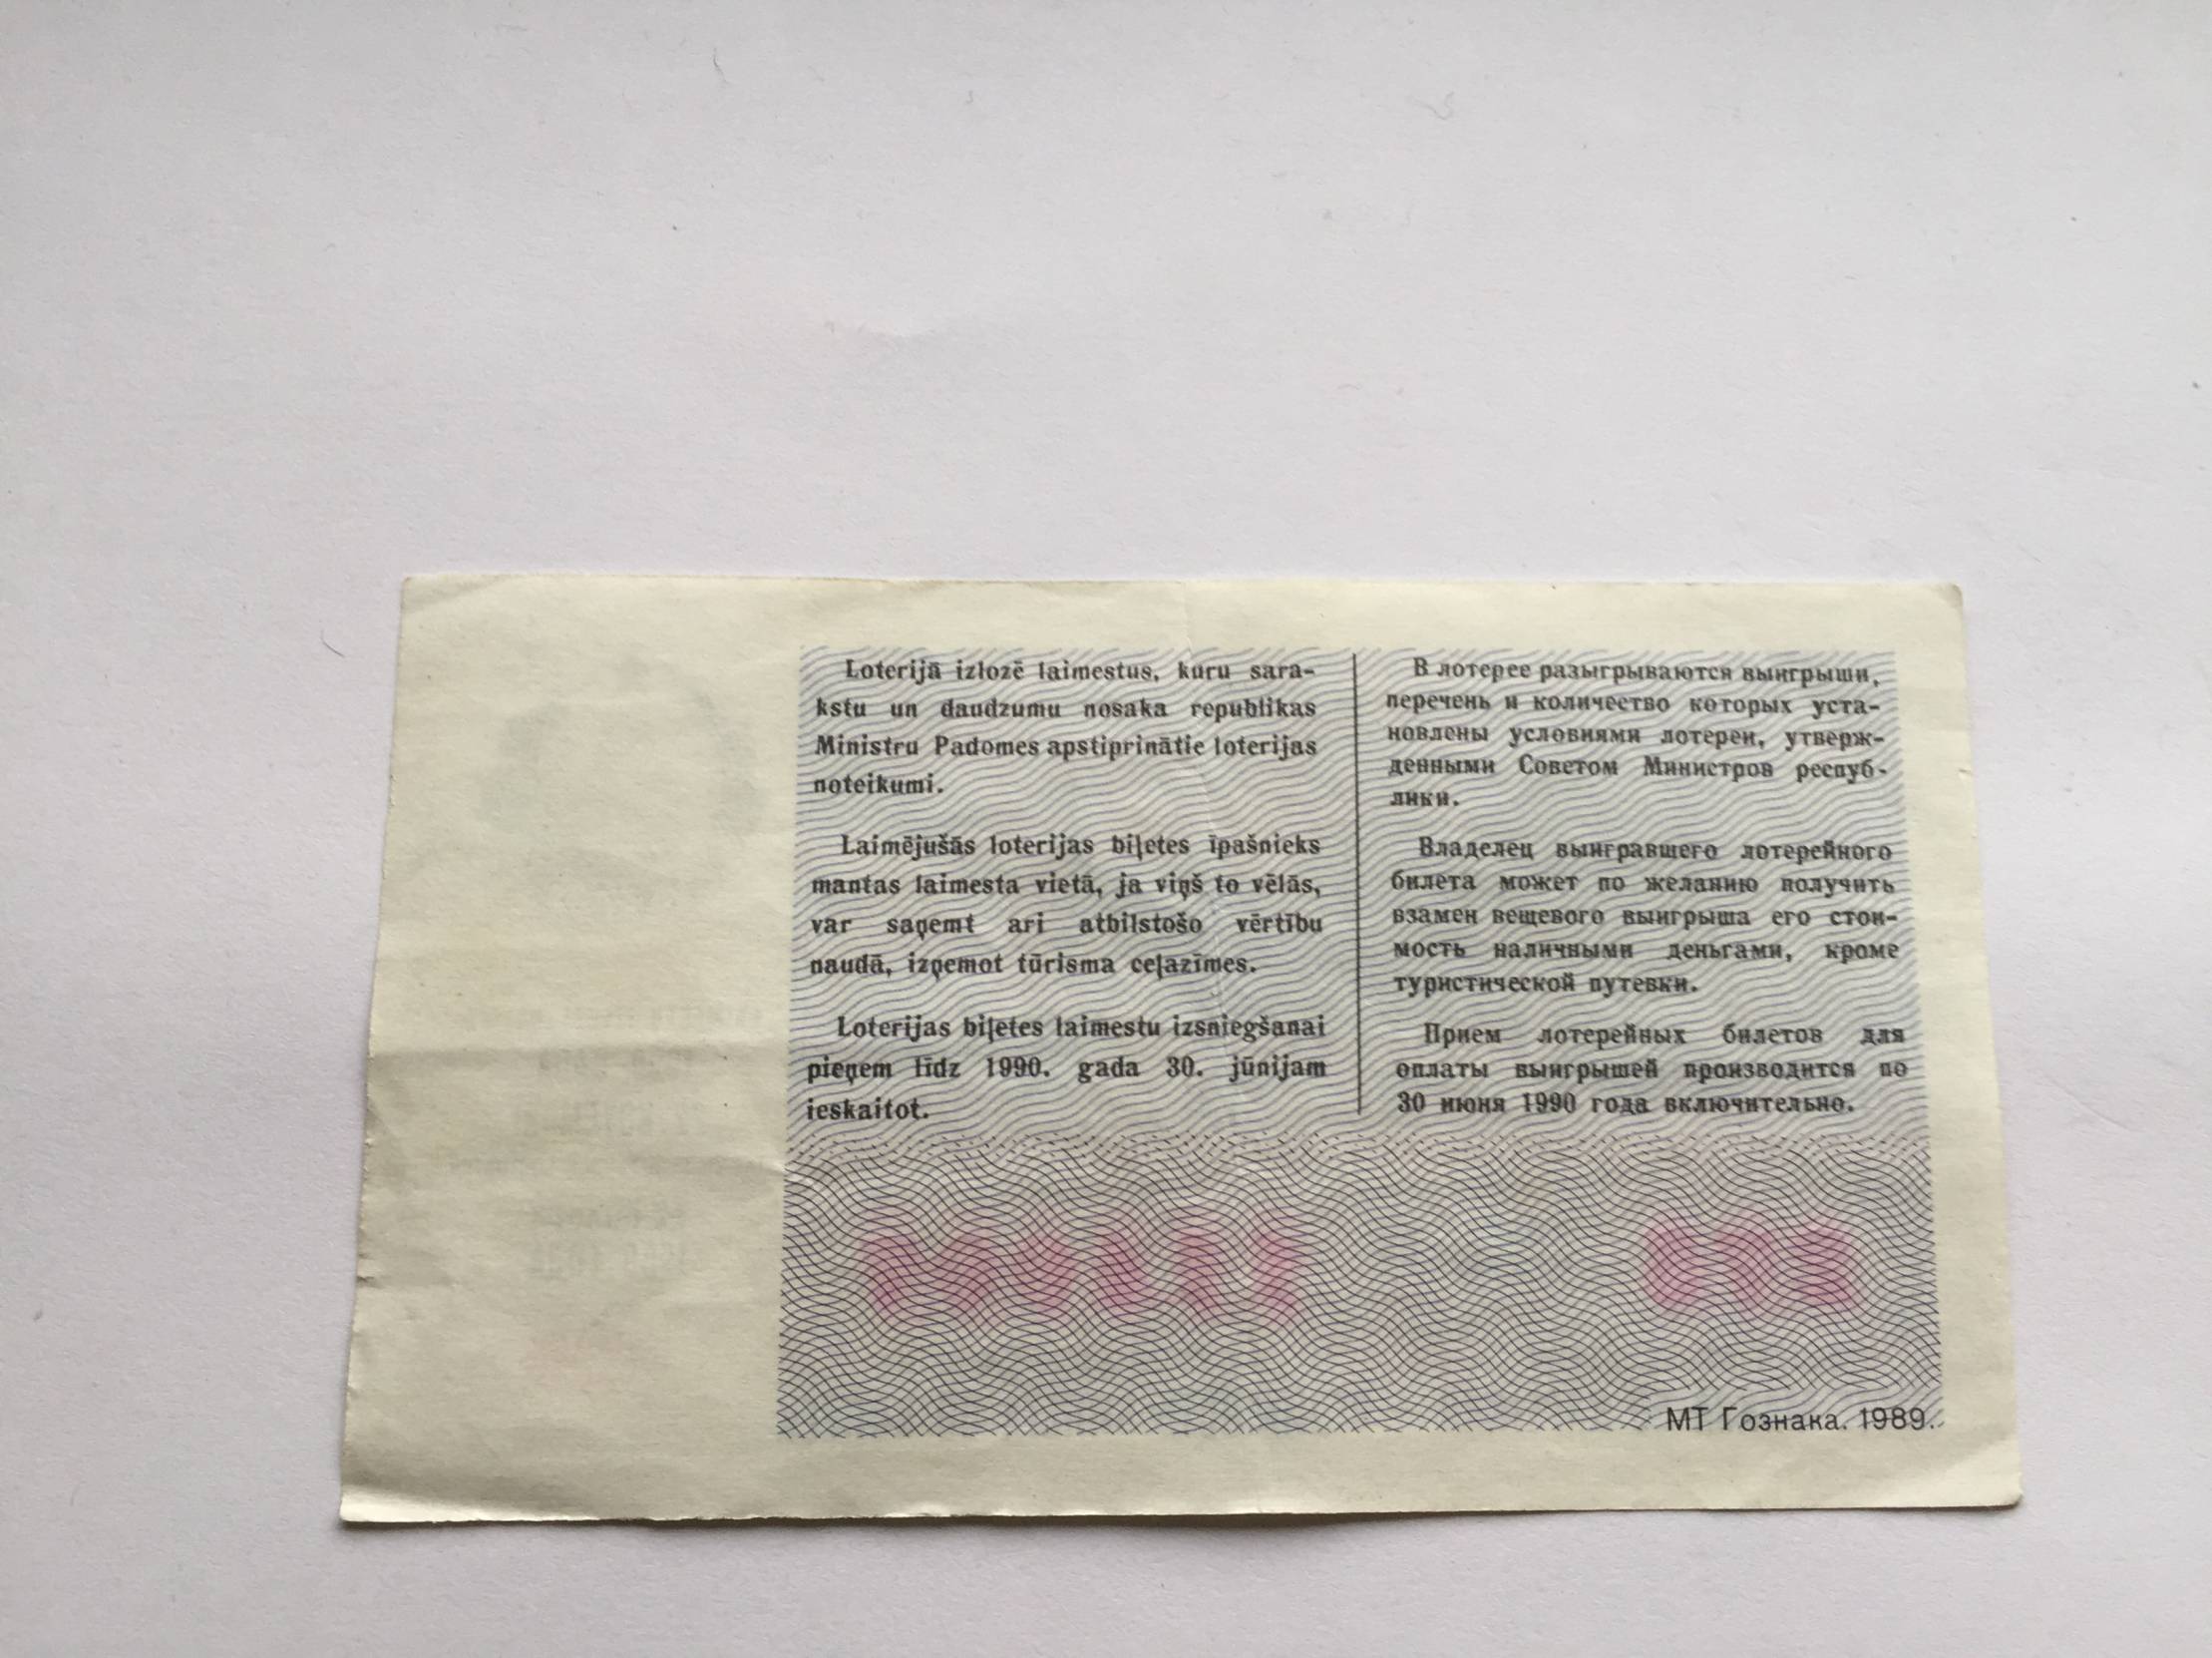 Loterijā izlozē laimestus, kuru sara-
kstu un daudzumu nosaka republikas
Ministru Padomes apstiprinātie loterijas
noteikumi.
Laimējušās loterijas biļetes īpašnieks
mantas laimesta vietā, ja viņš to vēlās,
var saņemt ari atbilstošo vērtību
naudā, izņemot tūrisma ceļazīmes.
Loterijas biļetes laimestu izsniegšanai
pieņem līdz 1990. gada 30. jūnijam
ieskaitot.
В лотерее разыгрываются выигрыши,
перечень и количество которых уста-
новлены условиями лотереи, утверж-
денными Советом Министров респуб-
лики.
Владелец выигравшего лотерейного
билета может по желанию получить
взамен вещевого выигрыша его стои-
мость наличными деньгами, кроме
туристической путевки.
Прием лотерейных билетов для
оплаты выигрышей производится по
30 июня 1990 года включительно.
МТ Гознака. 1989.